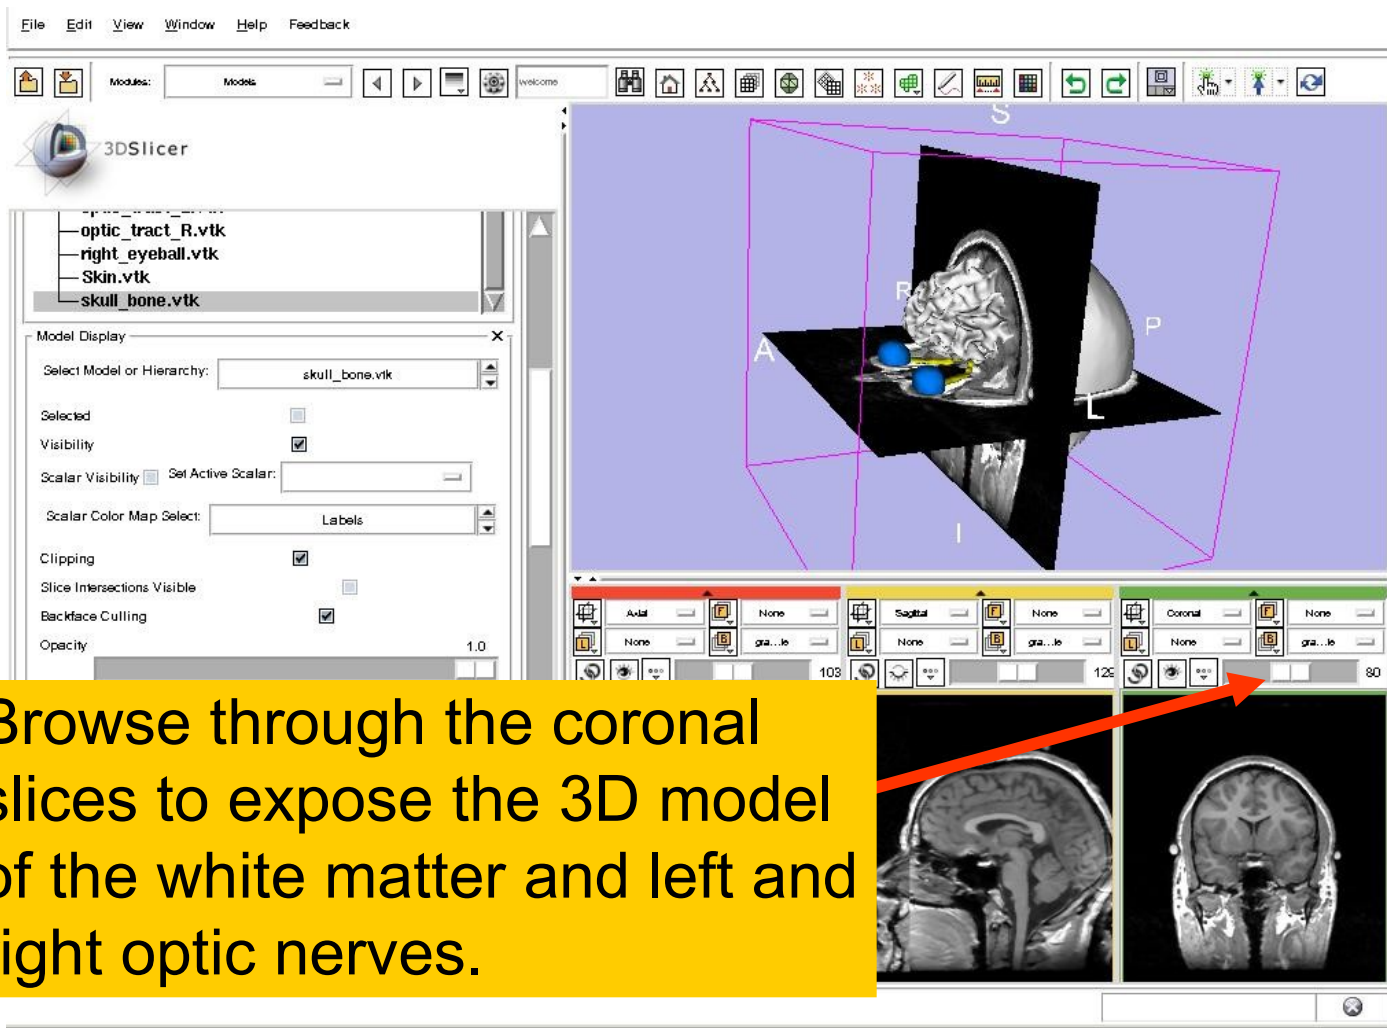 File Edit View Window Help Feedback
Modules: Models welcome
3DSlicer
optic_tract_R.vtk
right_eyeball.vtk
Skin.vtk
skull_bone.vtk
Model Display x
Select Model or Hierarchy: skull_bone.vtk
Selected
Visibility
Scalar Visibility Set Active Scalar:
Scalar Color Map Select: Labels
Clipping
Slice Intersections Visible
Backface Culling
Opacity 1.0
S
R
A
P
L
I
Axial F None Sagittal F None Coronal F None
L None B gra...le L None B gra...le L None B gra...le
103 129 80
Browse through the coronal
slices to expose the 3D model
of the white matter and left and
ight optic nerves.